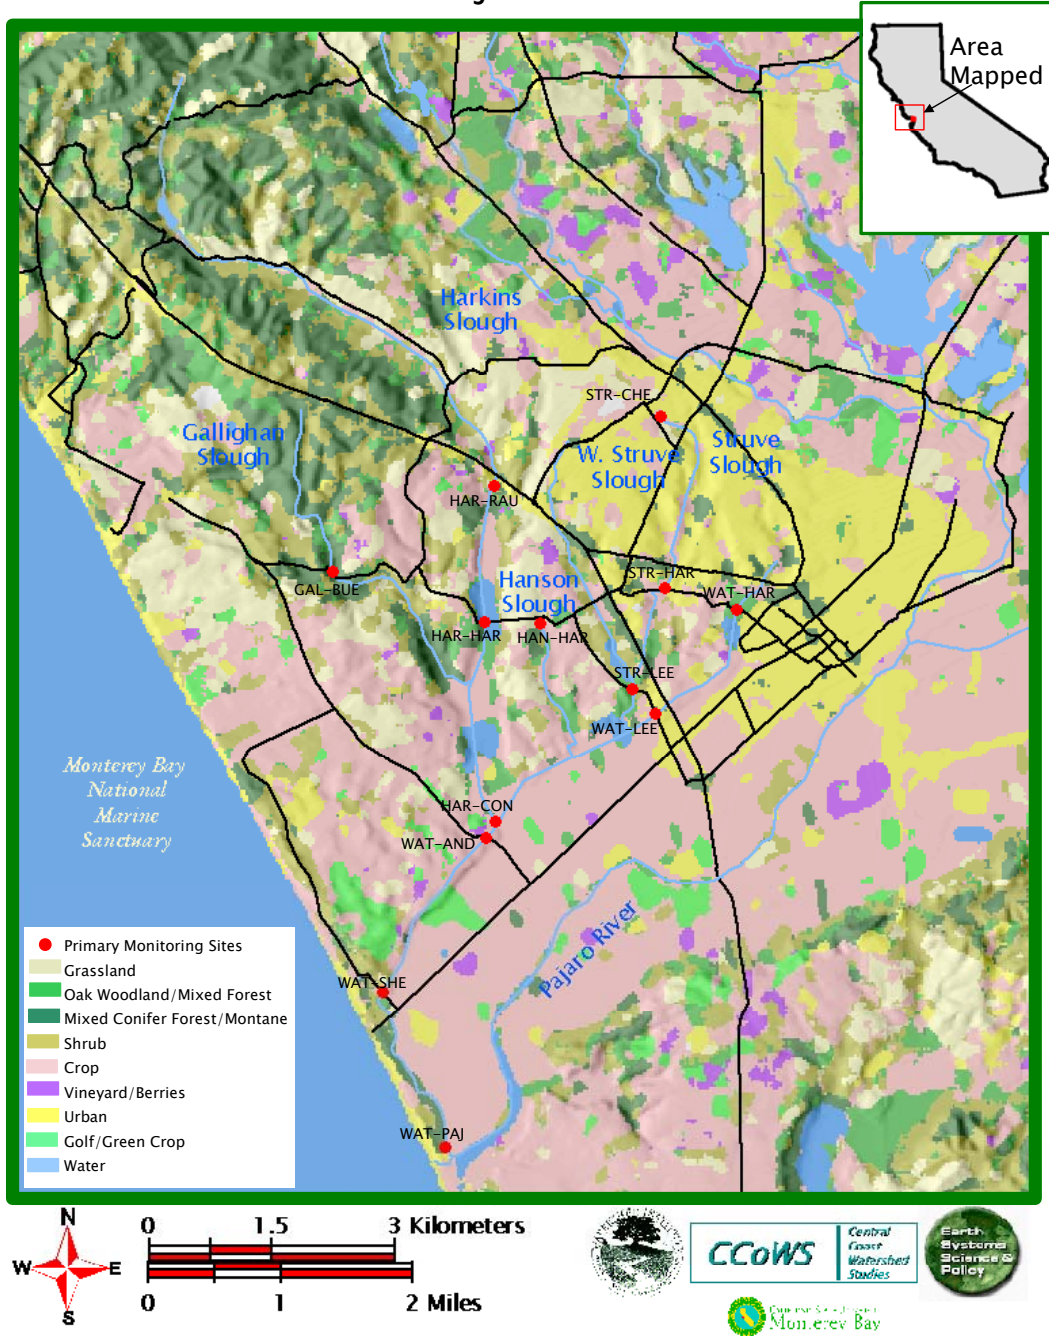 Area
Mapped
Harkins
Slough
STR-CHE
Gallighan
Slough
W. Struve
Slough
Struve
Slough
HAR-RAU
GAL-BUE
Hanson
Slough
STR-HAR
WAT-HAR
HAR-HAR
HAN-HAR
STR-LEE
WAT-LEE
Monterey Bay
National
Marine
Sanctuary
HAR-CON
WAT-AND
Pajaro River
WAT-SHE
WAT-PAJ
Primary Monitoring Sites
Grassland
Oak Woodland/Mixed Forest
Mixed Conifer Forest/Montane
Shrub
Crop
Vineyard/Berries
Urban
Golf/Green Crop
Water
N
W E
S
0 1.5 3 Kilometers
0 1 2 Miles
CCoWS
Central
Coast
Watershed
Studies
Earth
Systems
Science &
Policy
Monterey Bay